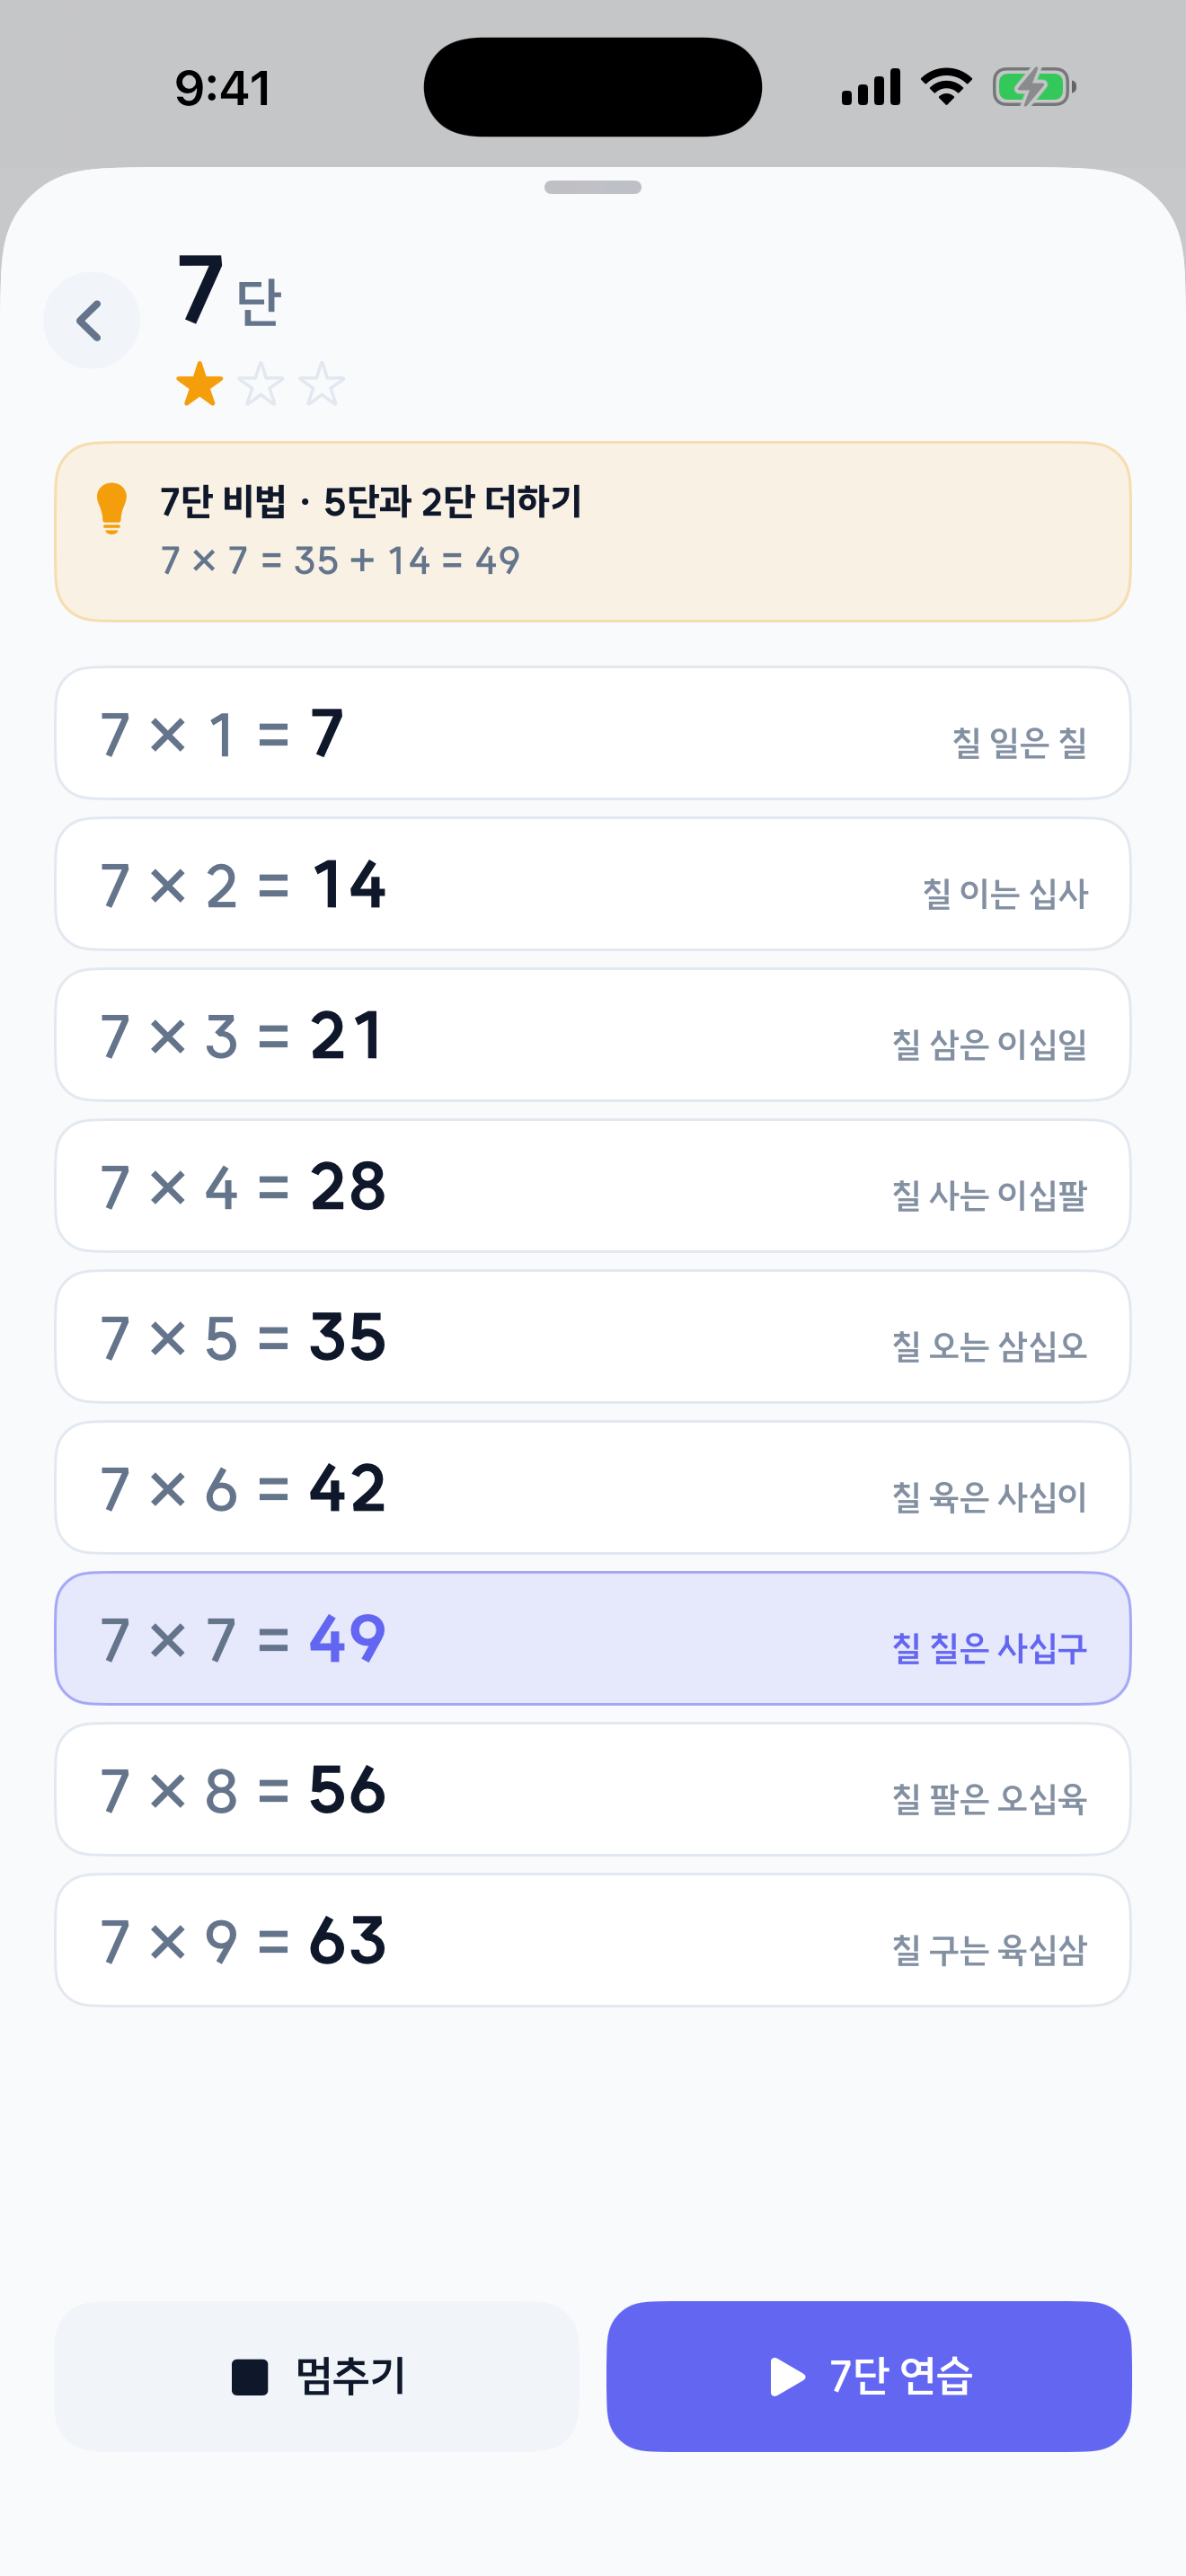 9:41
7단
7단 비법 · 5단과 2단 더하기
7 × 7 = 35 + 14 = 49
7 × 1 = 7 칠 일은 칠
7 × 2 = 14 칠 이는 십사
7 × 3 = 21 칠 삼은 이십일
7 × 4 = 28 칠 사는 이십팔
7 × 5 = 35 칠 오는 삼십오
7 × 6 = 42 칠 육은 사십이
7 × 7 = 49 칠 칠은 사십구
7 × 8 = 56 칠 팔은 오십육
7 × 9 = 63 칠 구는 육십삼
멈추기 7단 연습